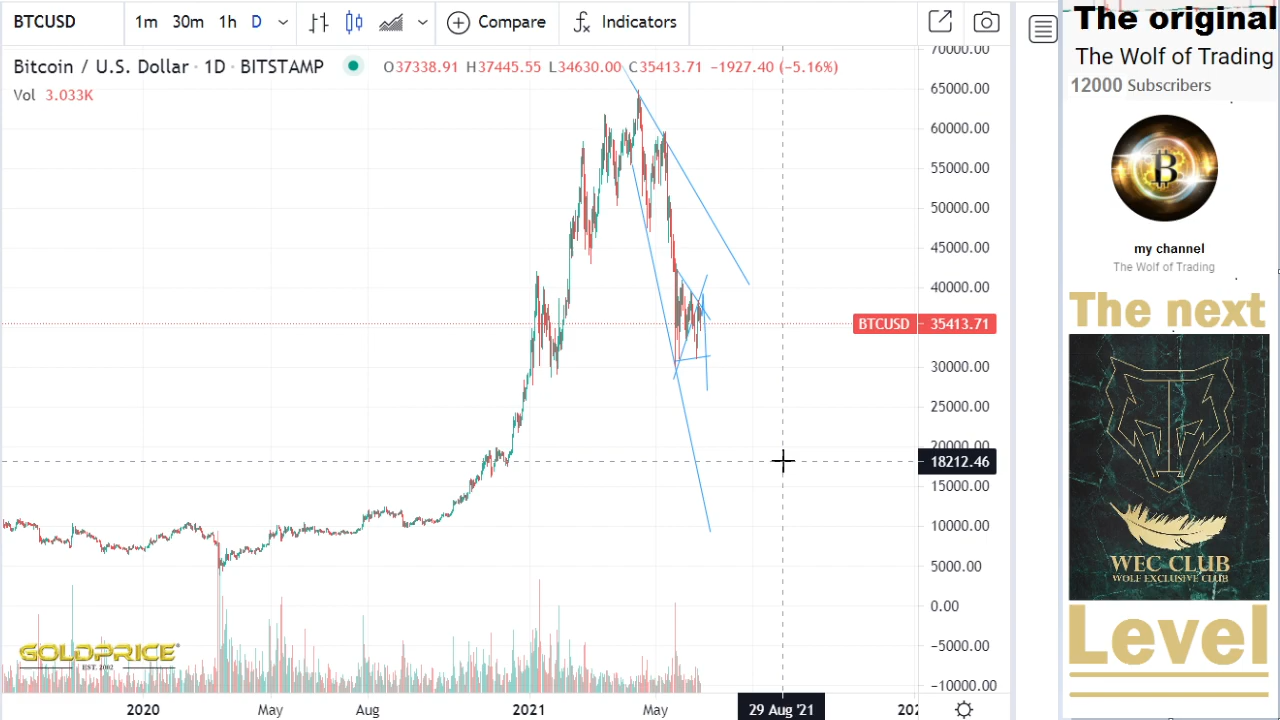 BTCUSD 1m 30m 1h D Compare Indicators
Bitcoin / U.S. Dollar · 1D · BITSTAMP O37338.91 H37445.55 L34630.00 C35413.71 −1927.40 (−5.16%)
Vol 3.033K
70000.00
65000.00
60000.00
55000.00
50000.00
45000.00
40000.00
BTCUSD 35413.71
30000.00
25000.00
20000.00
18212.46
15000.00
10000.00
5000.00
0.00
−5000.00
−10000.00
GOLDPRICE®
EST. 2002
2020 May Aug 2021 May 29 Aug '21 202
The original
The Wolf of Trading
12000 Subscribers
B
my channel
The Wolf of Trading
The next
WEC CLUB
WOLF EXCLUSIVE CLUB
Level